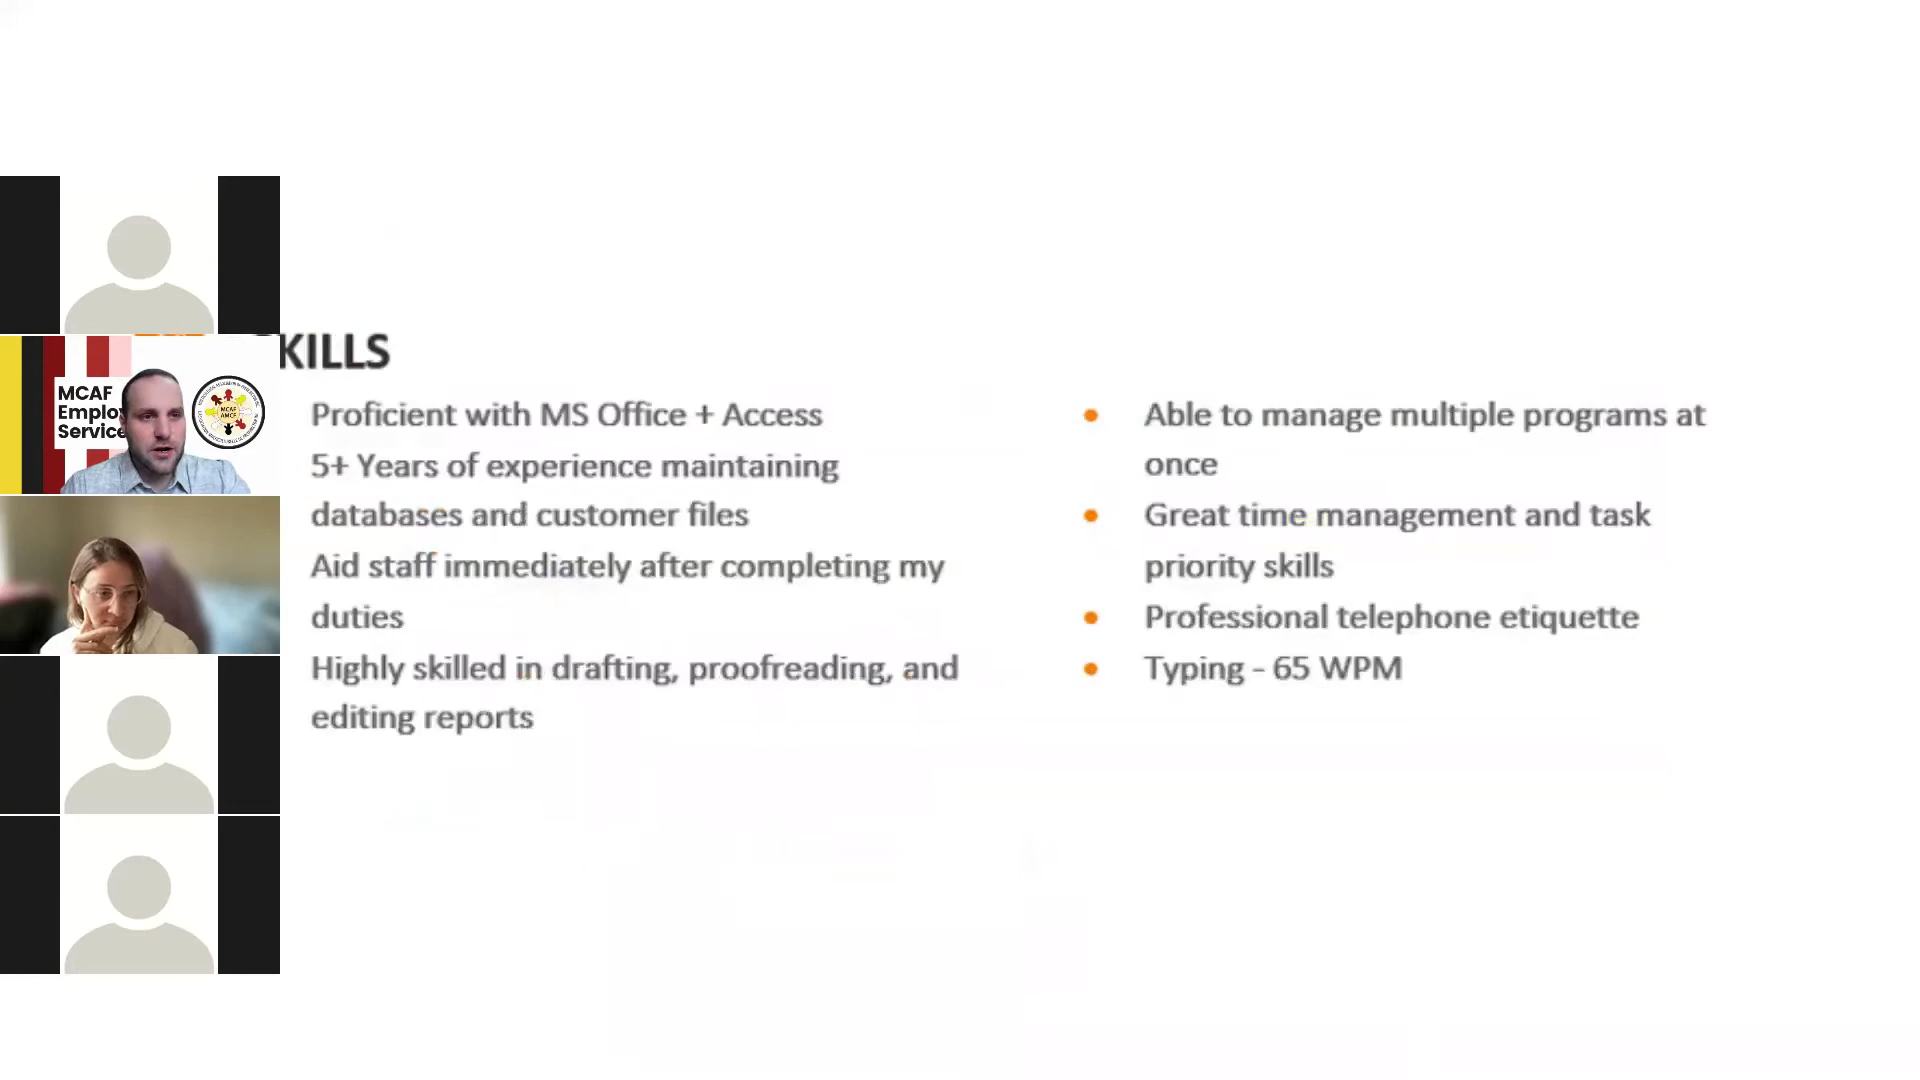 KILLS
Proficient with MS Office + Access
5+ Years of experience maintaining
databases and customer files
Aid staff immediately after completing my
duties
Highly skilled in drafting, proofreading, and
editing reports
Able to manage multiple programs at
once
Great time management and task
priority skills
Professional telephone etiquette
Typing - 65 WPM
MCAF
Emplo
Service
MCAF
AMCF